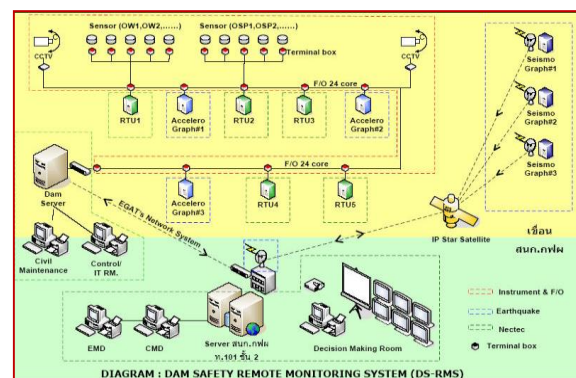 Sensor (OW1,OW2,......)
Sensor (OSP1,OSP2,......)
CCTV
Terminal box
CCTV
F/O 24 core
RTU1
Accelero
Graph#1
RTU2
RTU3
Accelero
Graph#2
Seismo
Graph#1
Seismo
Graph#2
Seismo
Graph#3
F/O 24 core
Dam
Server
Accelero
Graph#3
RTU4
RTU5
EGAT's Network System
IP Star Satellite
เขื่อน
สนก.กฟผ
Civil
Maintenance
Control/
IT RM.
EMD
CMD
Server สนก.กฟผ
ท.101 ชั้น 2
Decision Making Room
Instrument & F/O
Earthquake
Nectec
Terminal box
DIAGRAM : DAM SAFETY REMOTE MONITORING SYSTEM (DS-RMS)